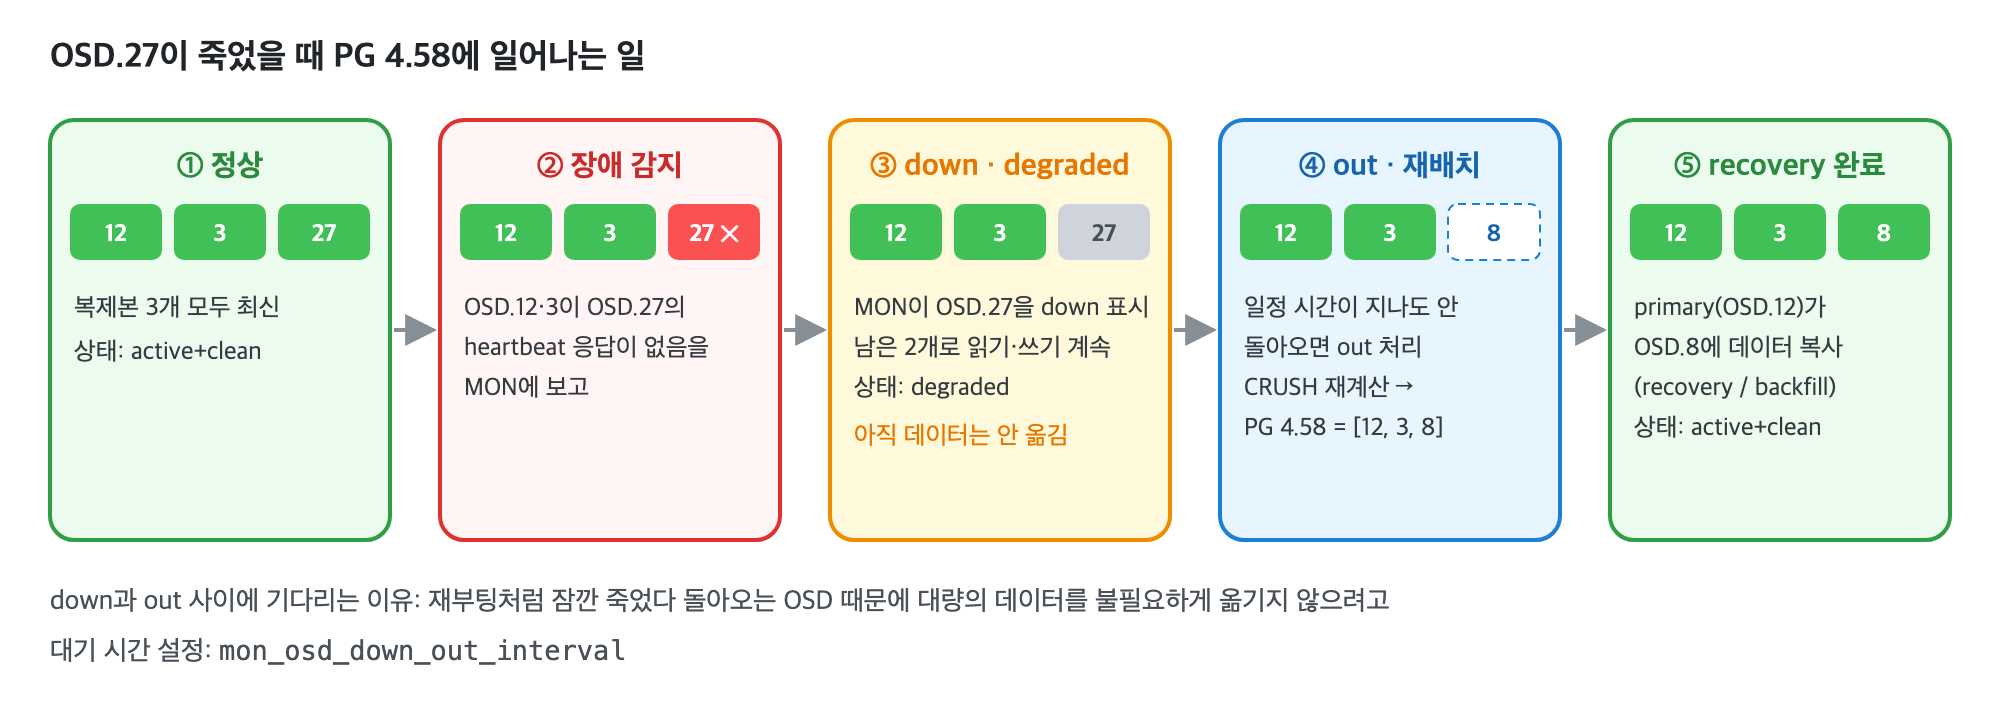 OSD.27이 죽었을 때 PG 4.58에 일어나는 일
① 정상
12 3 27
복제본 3개 모두 최신
상태: active+clean
② 장애 감지
12 3 27 ×
OSD.12·3이 OSD.27의
heartbeat 응답이 없음을
MON에 보고
③ down · degraded
12 3 27
MON이 OSD.27을 down 표시
남은 2개로 읽기·쓰기 계속
상태: degraded
아직 데이터는 안 옮김
④ out · 재배치
12 3 8
일정 시간이 지나도 안
돌아오면 out 처리
CRUSH 재계산 →
PG 4.58 = [12, 3, 8]
⑤ recovery 완료
12 3 8
primary(OSD.12)가
OSD.8에 데이터 복사
(recovery / backfill)
상태: active+clean
down과 out 사이에 기다리는 이유: 재부팅처럼 잠깐 죽었다 돌아오는 OSD 때문에 대량의 데이터를 불필요하게 옮기지 않으려고
대기 시간 설정: mon_osd_down_out_interval